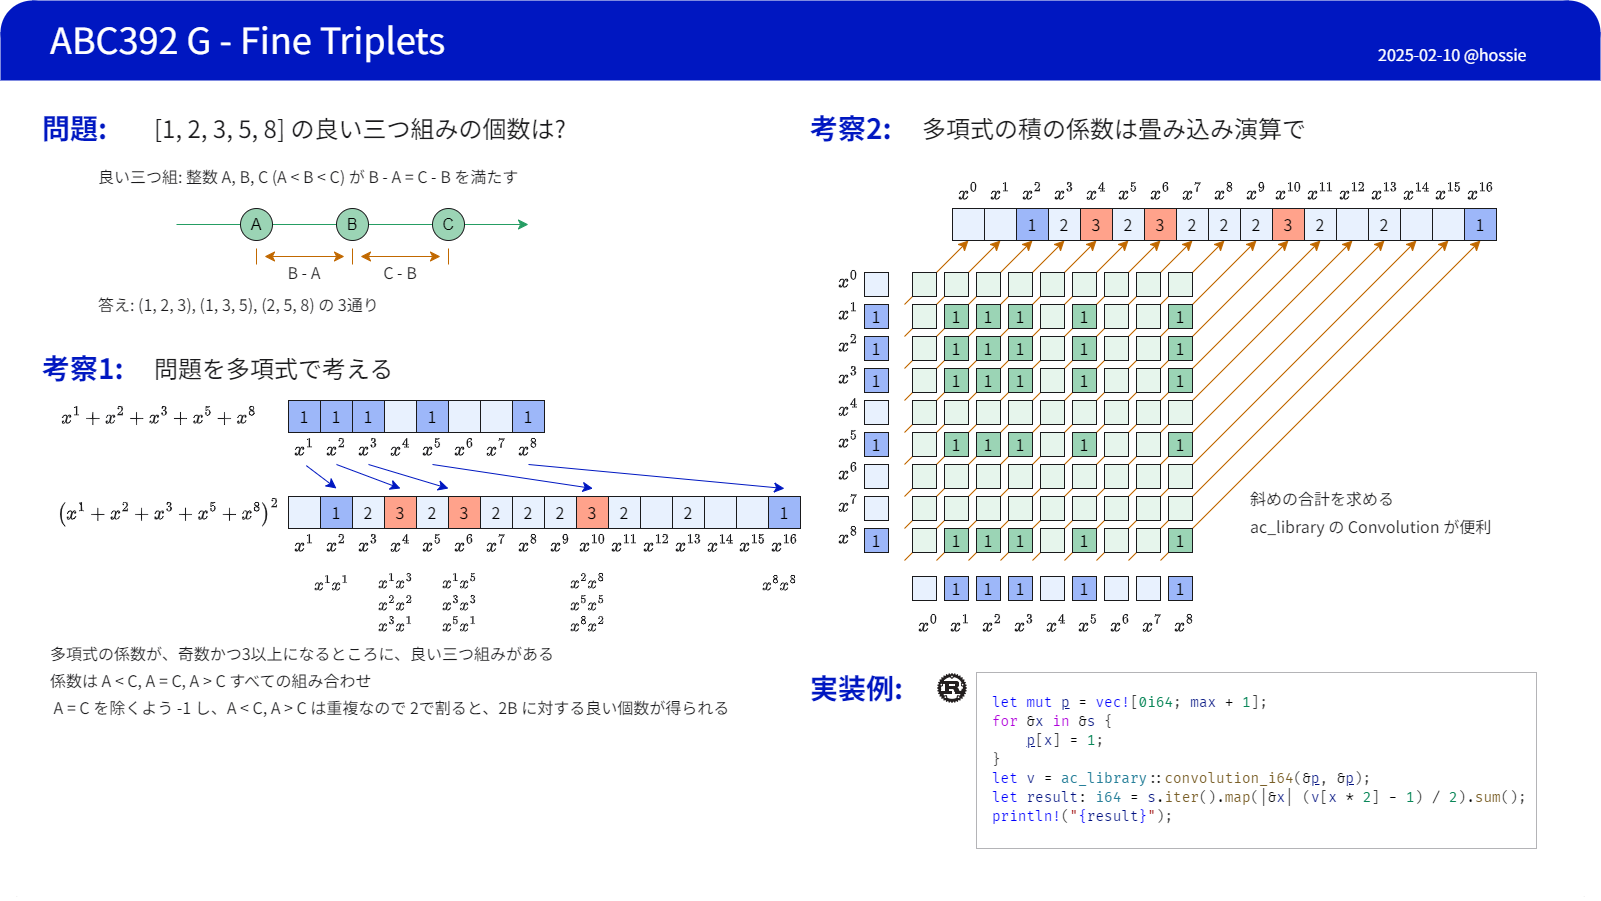 ABC392 G - Fine Triplets
2025-02-10 @hossie
問題:
[1, 2, 3, 5, 8] の良い三つ組みの個数は?
良い三つ組: 整数 A, B, C (A < B < C) が B - A = C - B を満たす
A B C
B - A C - B
答え: (1, 2, 3), (1, 3, 5), (2, 5, 8) の 3通り
考察1:
問題を多項式で考える
x^1 + x^2 + x^3 + x^5 + x^8
1 1 1 1 1
x^1 x^2 x^3 x^4 x^5 x^6 x^7 x^8
(x^1 + x^2 + x^3 + x^5 + x^8)^2
1 2 3 2 3 2 2 2 3 2 2 1
x^1 x^2 x^3 x^4 x^5 x^6 x^7 x^8 x^9 x^10 x^11 x^12 x^13 x^14 x^15 x^16
x^1x^1 x^1x^3 x^1x^5 x^2x^8 x^8x^8
x^2x^2 x^3x^3 x^5x^5
x^3x^1 x^5x^1 x^8x^2
多項式の係数が、奇数かつ3以上になるところに、良い三つ組みがある
係数は A < C, A = C, A > C すべての組み合わせ
A = C を除くよう -1 し、A < C, A > C は重複なので 2で割ると、2B に対する良い個数が得られる
考察2:
多項式の積の係数は畳み込み演算で
x^0 x^1 x^2 x^3 x^4 x^5 x^6 x^7 x^8 x^9 x^10 x^11 x^12 x^13 x^14 x^15 x^16
1 2 3 2 3 2 2 2 3 2 2 1
x^0
x^1 1 1 1 1 1 1
x^2 1 1 1 1 1 1
x^3 1 1 1 1 1 1
x^4
x^5 1 1 1 1 1 1
x^6
x^7
x^8 1 1 1 1 1 1
1 1 1 1 1
x^0 x^1 x^2 x^3 x^4 x^5 x^6 x^7 x^8
斜めの合計を求める
ac_library の Convolution が便利
実装例:
R
let mut p = vec![0i64; max + 1];
for &x in &s {
    p[x] = 1;
}
let v = ac_library::convolution_i64(&p, &p);
let result: i64 = s.iter().map(|&x| (v[x * 2] - 1) / 2).sum();
println!("{result}");